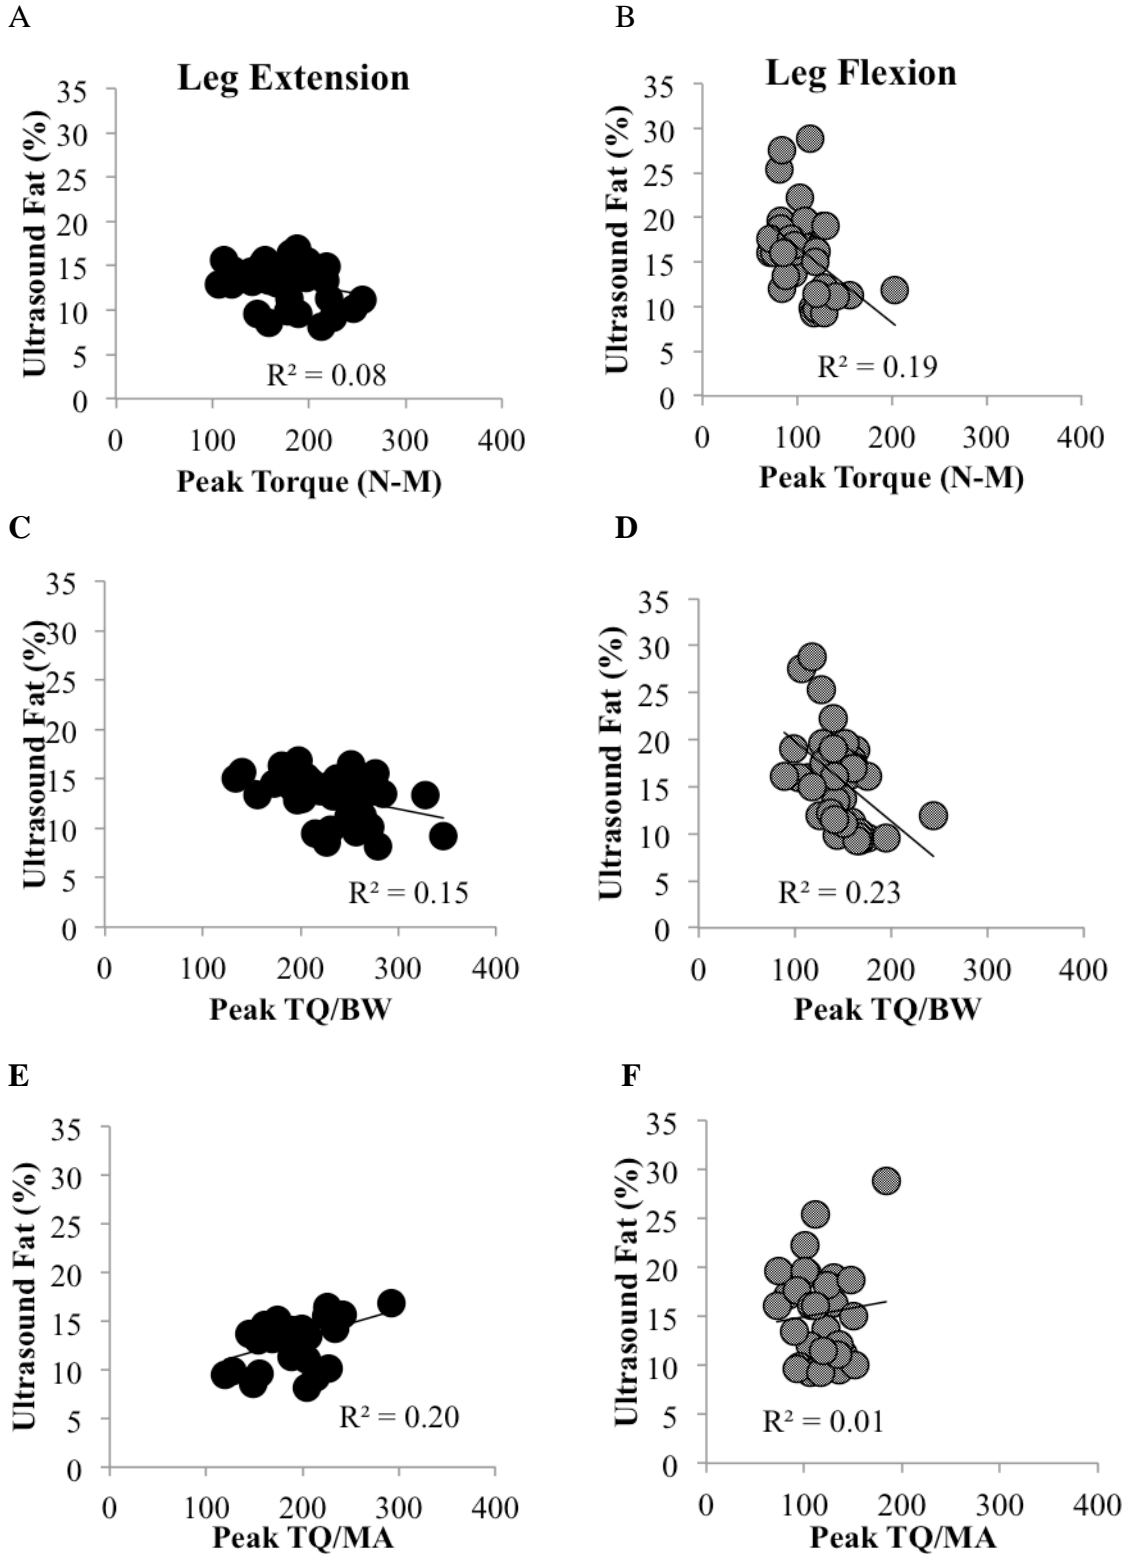 A
B
Leg Extension
Leg Flexion
Ultrasound Fat (%)
35
30
25
20
15
10
5
0
R² = 0.08
0 100 200 300 400
Peak Torque (N-M)
Ultrasound Fat (%)
35
30
25
20
15
10
5
0
R² = 0.19
0 100 200 300 400
Peak Torque (N-M)
C
D
Ultrasound Fat (%)
35
30
25
20
15
10
5
0
R² = 0.15
0 100 200 300 400
Peak TQ/BW
Ultrasound Fat (%)
35
30
25
20
15
10
5
0
R² = 0.23
0 100 200 300 400
Peak TQ/BW
E
F
Ultrasound Fat (%)
35
30
25
20
15
10
5
0
R² = 0.20
0 100 200 300 400
Peak TQ/MA
Ultrasound Fat (%)
35
30
25
20
15
10
5
0
R² = 0.01
0 100 200 300 400
Peak TQ/MA